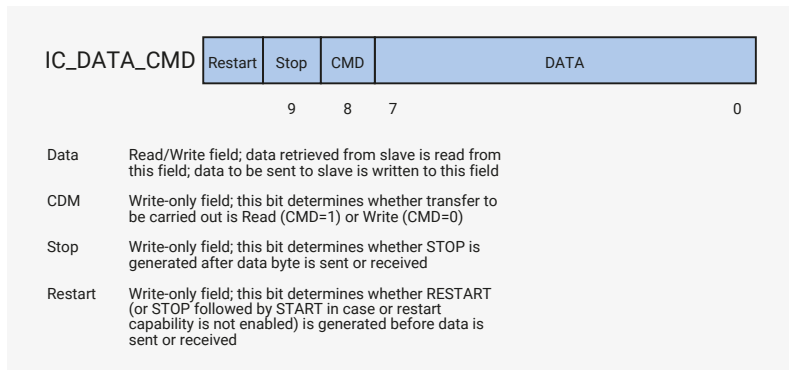 IC_DATA_CMD Restart Stop CMD DATA
9 8 7 0
Data Read/Write field; data retrieved from slave is read from
this field; data to be sent to slave is written to this field
CDM Write-only field; this bit determines whether transfer to
be carried out is Read (CMD=1) or Write (CMD=0)
Stop Write-only field; this bit determines whether STOP is
generated after data byte is sent or received
Restart Write-only field; this bit determines whether RESTART
(or STOP followed by START in case or restart
capability is not enabled) is generated before data is
sent or received